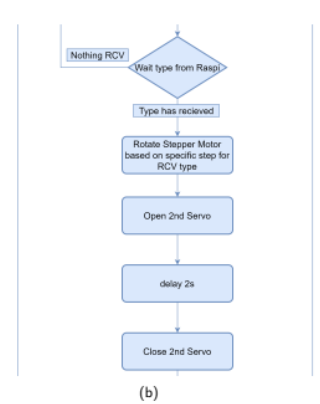 Nothing RCV
Wait type from Raspi
Type has recieved
Rotate Stepper Motor
based on specific step for
RCV type
Open 2nd Servo
delay 2s
Close 2nd Servo
(b)